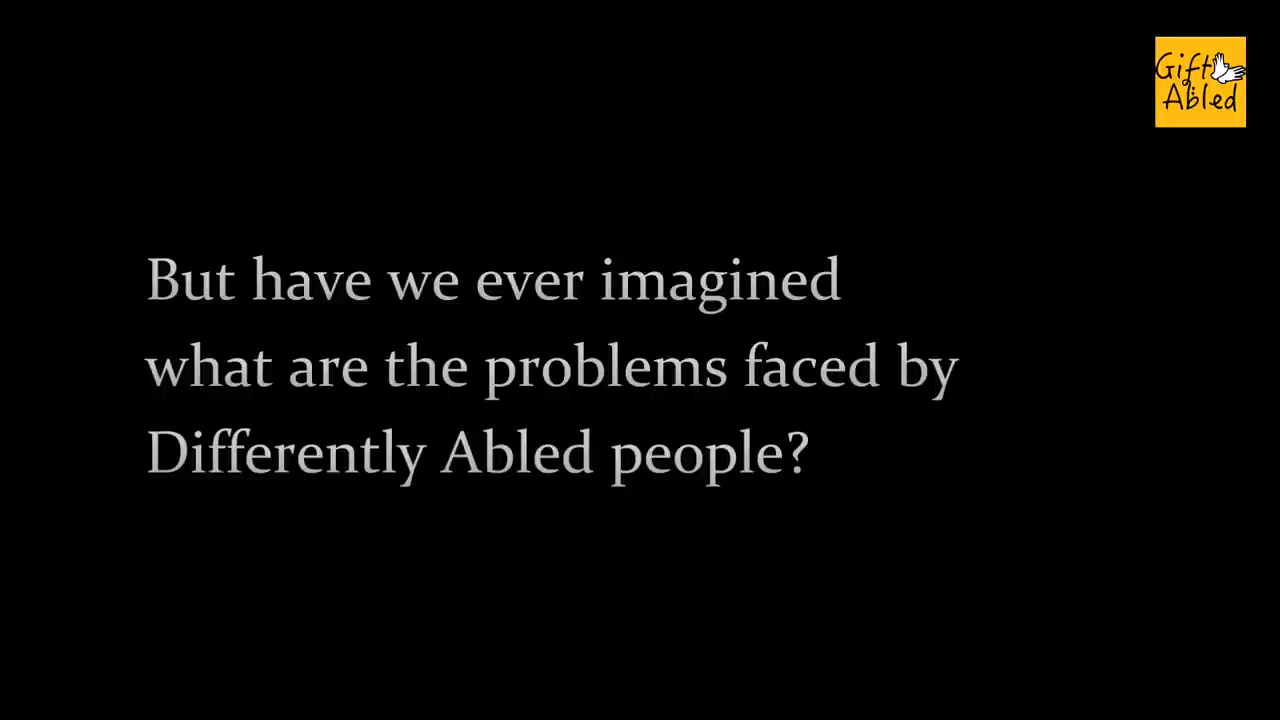 Gift
Abled
But have we ever imagined
what are the problems faced by
Differently Abled people?